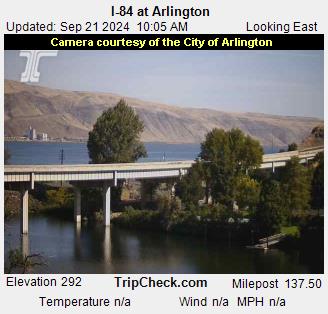 I-84 at Arlington
Updated: Sep 21 2024 10:05 AM Looking East
Camera courtesy of the City of Arlington
Elevation 292 TripCheck.com Milepost 137.50
Temperature n/a Wind n/a MPH n/a